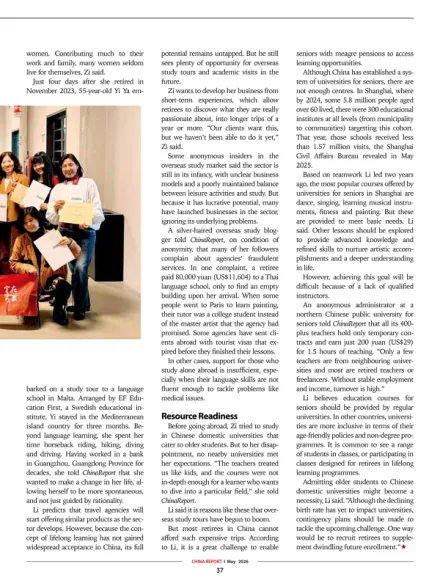 women. Contributing much to their
work and family, many women seldom
live for themselves, Zi said.
Just four days after she retired in
November 2023, 55-year-old Yi Ya em-
barked on a study tour to a language
school in Malta. Arranged by EF Edu-
cation First, a Swedish educational in-
stitute, Yi stayed in the Mediterranean
island country for three months. Be-
yond language learning, she spent her
time horseback riding, hiking, diving
and driving. Having worked in a bank
in Guangzhou, Guangdong Province for
decades, she told ChinaReport that she
wanted to make a change in her life, al-
lowing herself to be more spontaneous,
and not just guided by rationality.
Li predicts that travel agencies will
start offering similar products as the sec-
tor develops. However, because the con-
cept of lifelong learning has not gained
widespread acceptance in China, its full
potential remains untapped. But he still
sees plenty of opportunity for overseas
study tours and academic visits in the
future.
Zi wants to develop her business from
short-term experiences, which allow
retirees to discover what they are really
passionate about, into longer trips of a
year or more. "Our clients want this,
but we haven't been able to do it yet,"
Zi said.
Some anonymous insiders in the
overseas study market said the sector
is still in its infancy, with unclear business
models and a poorly maintained balance
between leisure activities and study. But
because it has lucrative potential, many
have launched businesses in the sector,
ignoring its underlying problems.
A silver-haired overseas study blog-
ger told ChinaReport, on condition of
anonymity, that many of her followers
complain about agencies' fraudulent
services. In one complaint, a retiree
paid 80,000 yuan (US$11,604) to a Thai
language school, only to find an empty
building upon her arrival. When some
people went to Paris to learn painting,
their tutor was a college student instead
of the master artist that the agency had
promised. Some agencies have sent cli-
ents abroad with tourist visas that ex-
pired before they finished their lessons.
In other cases, support for those who
study alone abroad is insufficient, espe-
cially when their language skills are not
fluent enough to tackle problems like
medical issues.
Resource Readiness
Before going abroad, Zi tried to study
in Chinese domestic universities that
cater to older students. But to her disap-
pointment, no nearby universities met
her expectations. "The teachers treated
us like kids, and the courses were not
in-depth enough for a learner who wants
to dive into a particular field," she told
ChinaReport.
Li said it is reasons like these that over-
seas study tours have begun to boom.
But most retirees in China cannot
afford such expensive trips. According
to Li, it is a great challenge to enable
seniors with meagre pensions to access
learning opportunities.
Although China has established a sys-
tem of universities for seniors, there are
not enough centres. In Shanghai, where
by 2024, some 5.8 million people aged
over 60 lived, there were 300 educational
institutes at all levels (from municipality
to communities) targetting this cohort.
That year, those schools received less
than 1.57 million visits, the Shanghai
Civil Affairs Bureau revealed in May
2025.
Based on teamwork Li led two years
ago, the most popular courses offered by
universities for seniors in Shanghai are
dance, singing, learning musical instru-
ments, fitness and painting. But these
are provided to meet basic needs, Li
said. Other lessons should be explored
to provide advanced knowledge and
refined skills to nurture artistic accom-
plishments and a deeper understanding
in life.
However, achieving this goal will be
difficult because of a lack of qualified
instructors.
An anonymous administrator at a
northern Chinese public university for
seniors told ChinaReport that all its 400-
plus teachers hold only temporary con-
tracts and earn just 200 yuan (US$29)
for 1.5 hours of teaching. "Only a few
teachers are from neighbouring univer-
sities and most are retired teachers or
freelancers. Without stable employment
and income, turnover is high."
Li believes education courses for
seniors should be provided by regular
universities. In other countries, universi-
ties are more inclusive in terms of their
age-friendly policies and non-degree pro-
grammes. It is common to see a range
of students in classes, or participating in
classes designed for retirees in lifelong
learning programmes.
Admitting older students to Chinese
domestic universities might become a
necessity, Li said. "Although the declining
birth rate has yet to impact universities,
contingency plans should be made to
tackle the upcoming challenge. One way
would be to recruit retirees to supple-
ment dwindling future enrollment."★
CHINA REPORT | May 2026
37